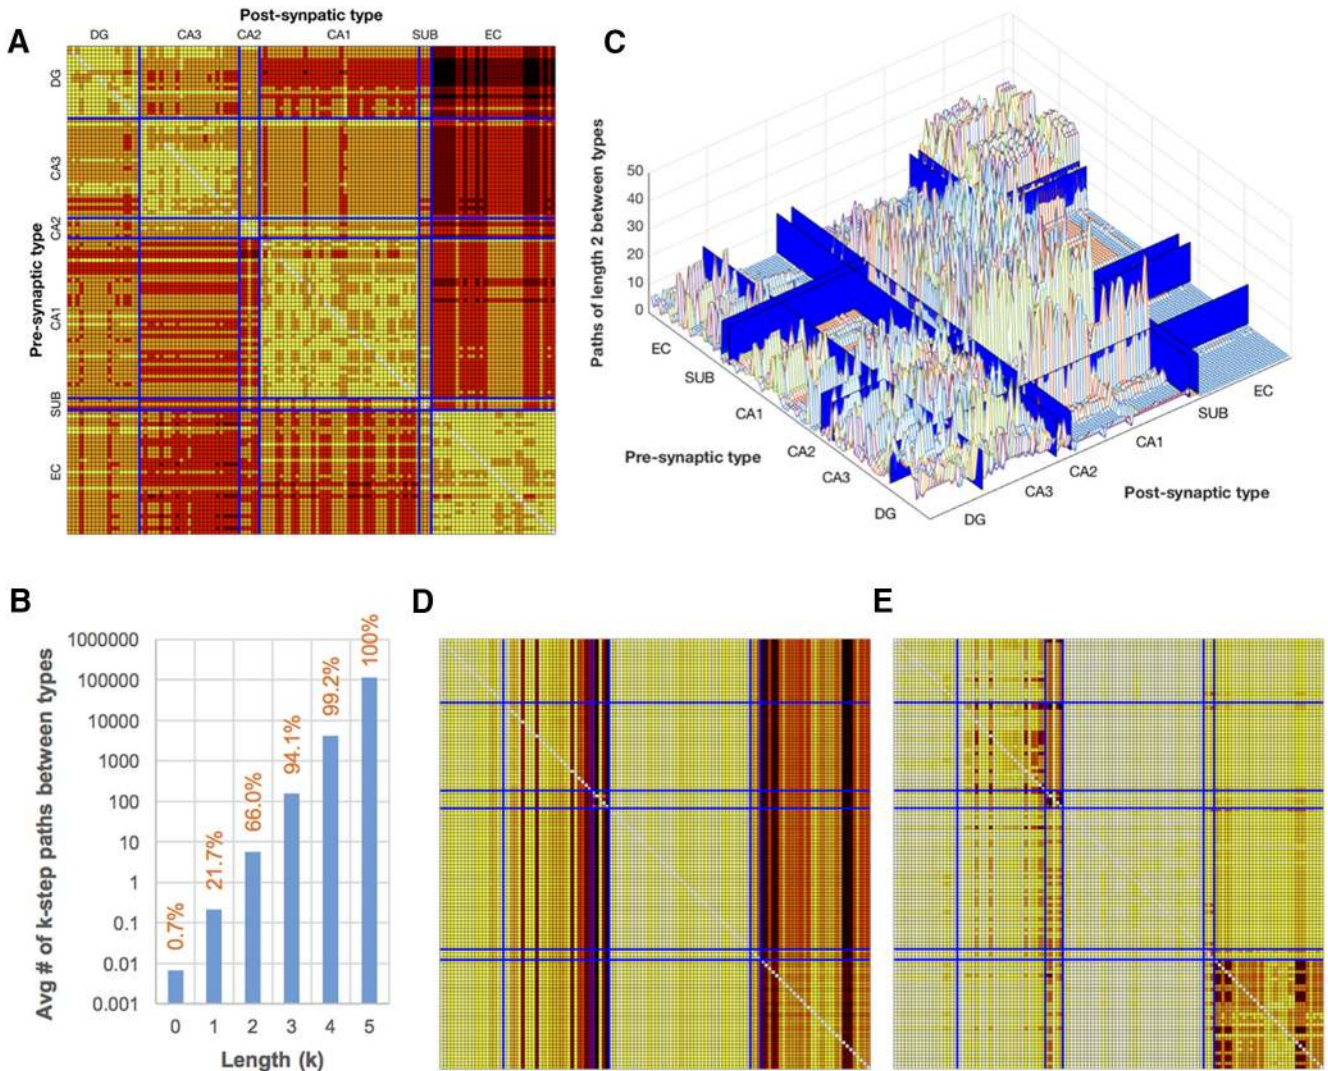 A
Post-synpatic type
DG CA3 CA2 CA1 SUB EC
Pre-synaptic type
DG
CA3
CA2
CA1
SUB
EC
C
Paths of length 2 between types
50
40
30
20
10
0
EC
SUB
CA1
CA2
CA3
DG
Pre-synaptic type
DG
CA3
CA2
CA1
SUB
EC
Post-synaptic type
B
Avg # of k-step paths between types
1000000
100000
10000
1000
100
10
1
0.1
0.01
0.001
0.7%
21.7%
66.0%
94.1%
99.2%
100%
0 1 2 3 4 5
Length (k)
D
E